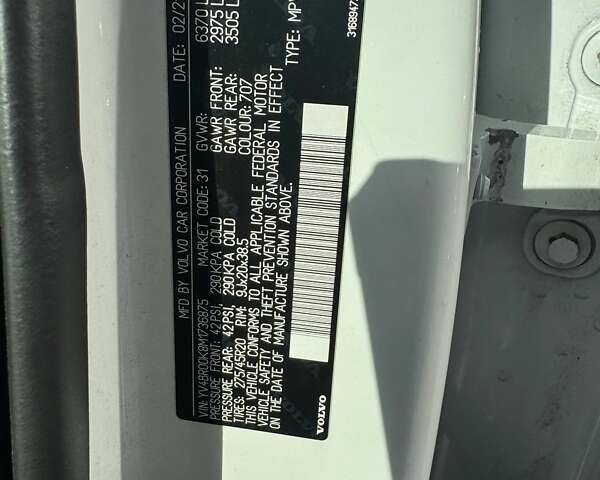 MFD BY VOLVO CAR CORPORATION DATE: 02/2
VIN: YV4BR0DK8M1739875 MARKET CODE: 31 GVWR: 6370 L
PRESSURE FRONT: 42PSI, 290KPA COLD GAWR FRONT: 2975 L
PRESSURE REAR: 42PSI, 290KPA COLD GAWR REAR: 3505 L
TIRES: 275/45R20 RIM: 9Jx20x38.5 COLOUR: 707
THIS VEHICLE CONFORMS TO ALL APPLICABLE FEDERAL MOTOR
VEHICLE SAFETY AND THEFT PREVENTION STANDARDS IN EFFECT
ON THE DATE OF MANUFACTURE SHOWN ABOVE.
TYPE: MP
VOLVO
3168947